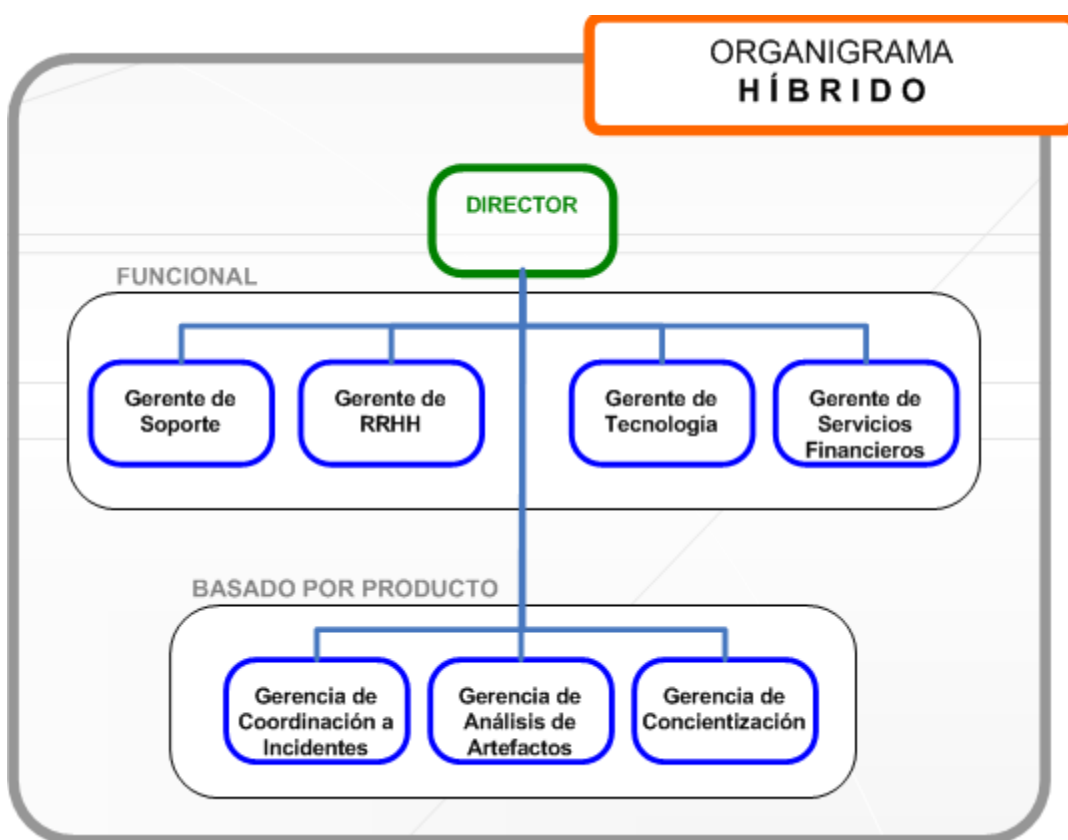 ORGANIGRAMA
HÍBRIDO
DIRECTOR
FUNCIONAL
Gerente de
Soporte
Gerente de
RRHH
Gerente de
Tecnología
Gerente de
Servicios
Financieros
BASADO POR PRODUCTO
Gerencia de
Coordinación a
Incidentes
Gerencia de
Análisis de
Artefactos
Gerencia de
Concientización